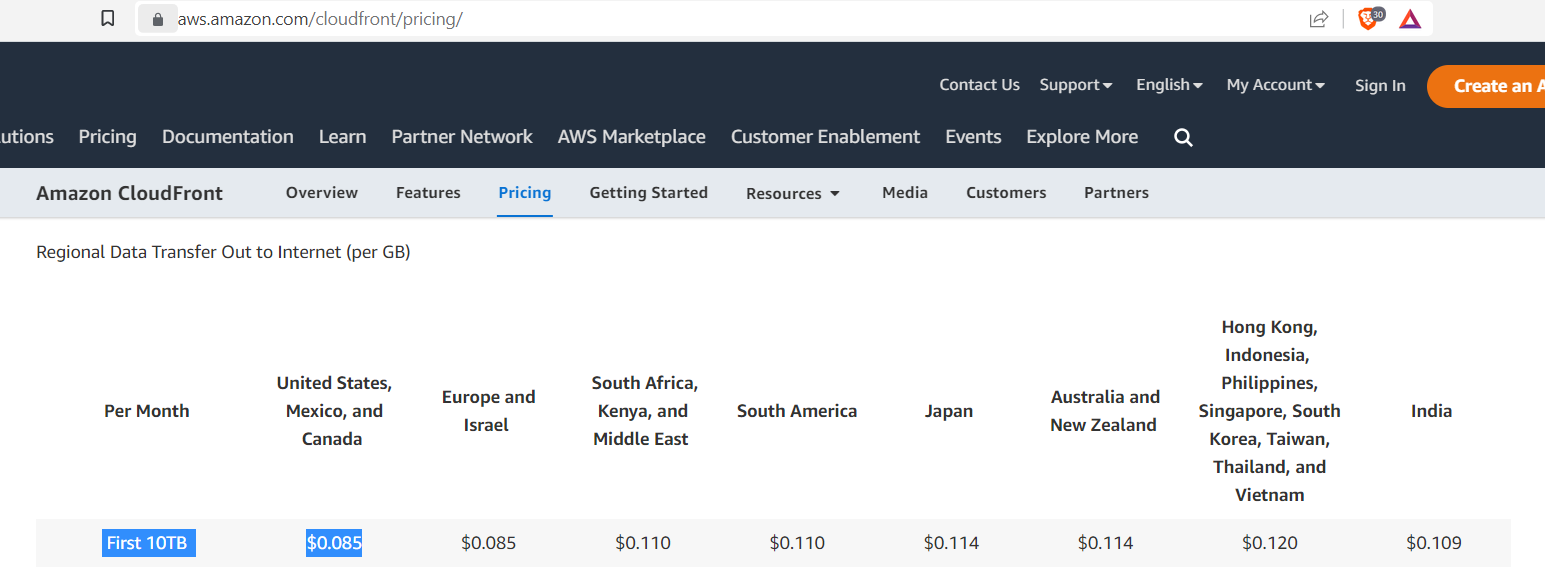 aws.amazon.com/cloudfront/pricing/
30
Contact Us Support English My Account Sign In Create an A
utions Pricing Documentation Learn Partner Network AWS Marketplace Customer Enablement Events Explore More
Amazon CloudFront Overview Features Pricing Getting Started Resources Media Customers Partners
Regional Data Transfer Out to Internet (per GB)
Per Month
United States,
Mexico, and
Canada
Europe and
Israel
South Africa,
Kenya, and
Middle East
South America
Japan
Australia and
New Zealand
Hong Kong,
Indonesia,
Philippines,
Singapore, South
Korea, Taiwan,
Thailand, and
Vietnam
India
First 10TB $0.085 $0.085 $0.110 $0.110 $0.114 $0.114 $0.120 $0.109